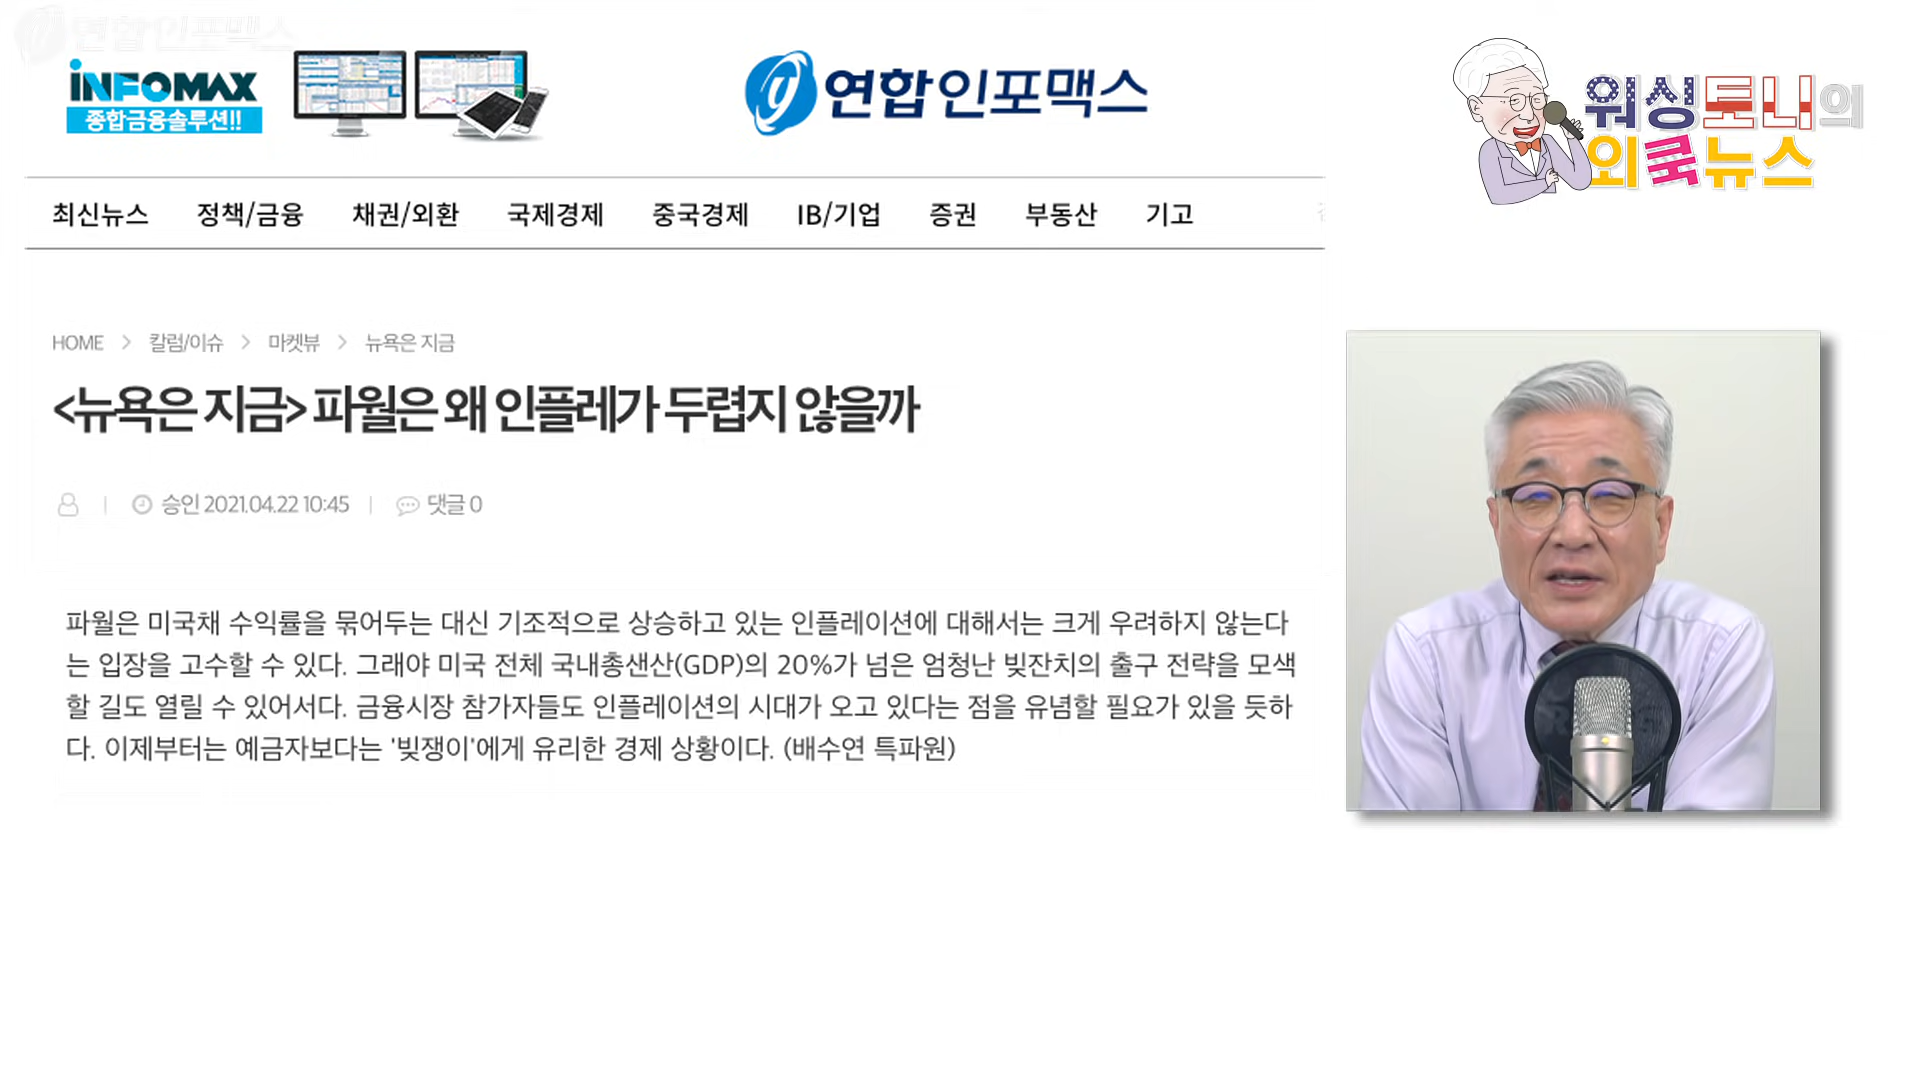 연합인포맥스
INFOMAX
종합금융솔루션!!
연합인포맥스
워싱토니의
외쿡뉴스
최신뉴스 정책/금융 채권/외환 국제경제 중국경제 IB/기업 증권 부동산 기고
HOME > 칼럼/이슈 > 마켓뷰 > 뉴욕은 지금
<뉴욕은 지금> 파월은 왜 인플레가 두렵지 않을까
승인 2021.04.22 10:45 | 댓글 0
파월은 미국채 수익률을 묶어두는 대신 기조적으로 상승하고 있는 인플레이션에 대해서는 크게 우려하지 않는다
는 입장을 고수할 수 있다. 그래야 미국 전체 국내총샌산(GDP)의 20%가 넘은 엄청난 빚잔치의 출구 전략을 모색
할 길도 열릴 수 있어서다. 금융시장 참가자들도 인플레이션의 시대가 오고 있다는 점을 유념할 필요가 있을 듯하
다. 이제부터는 예금자보다는 '빚쟁이'에게 유리한 경제 상황이다. (배수연 특파원)